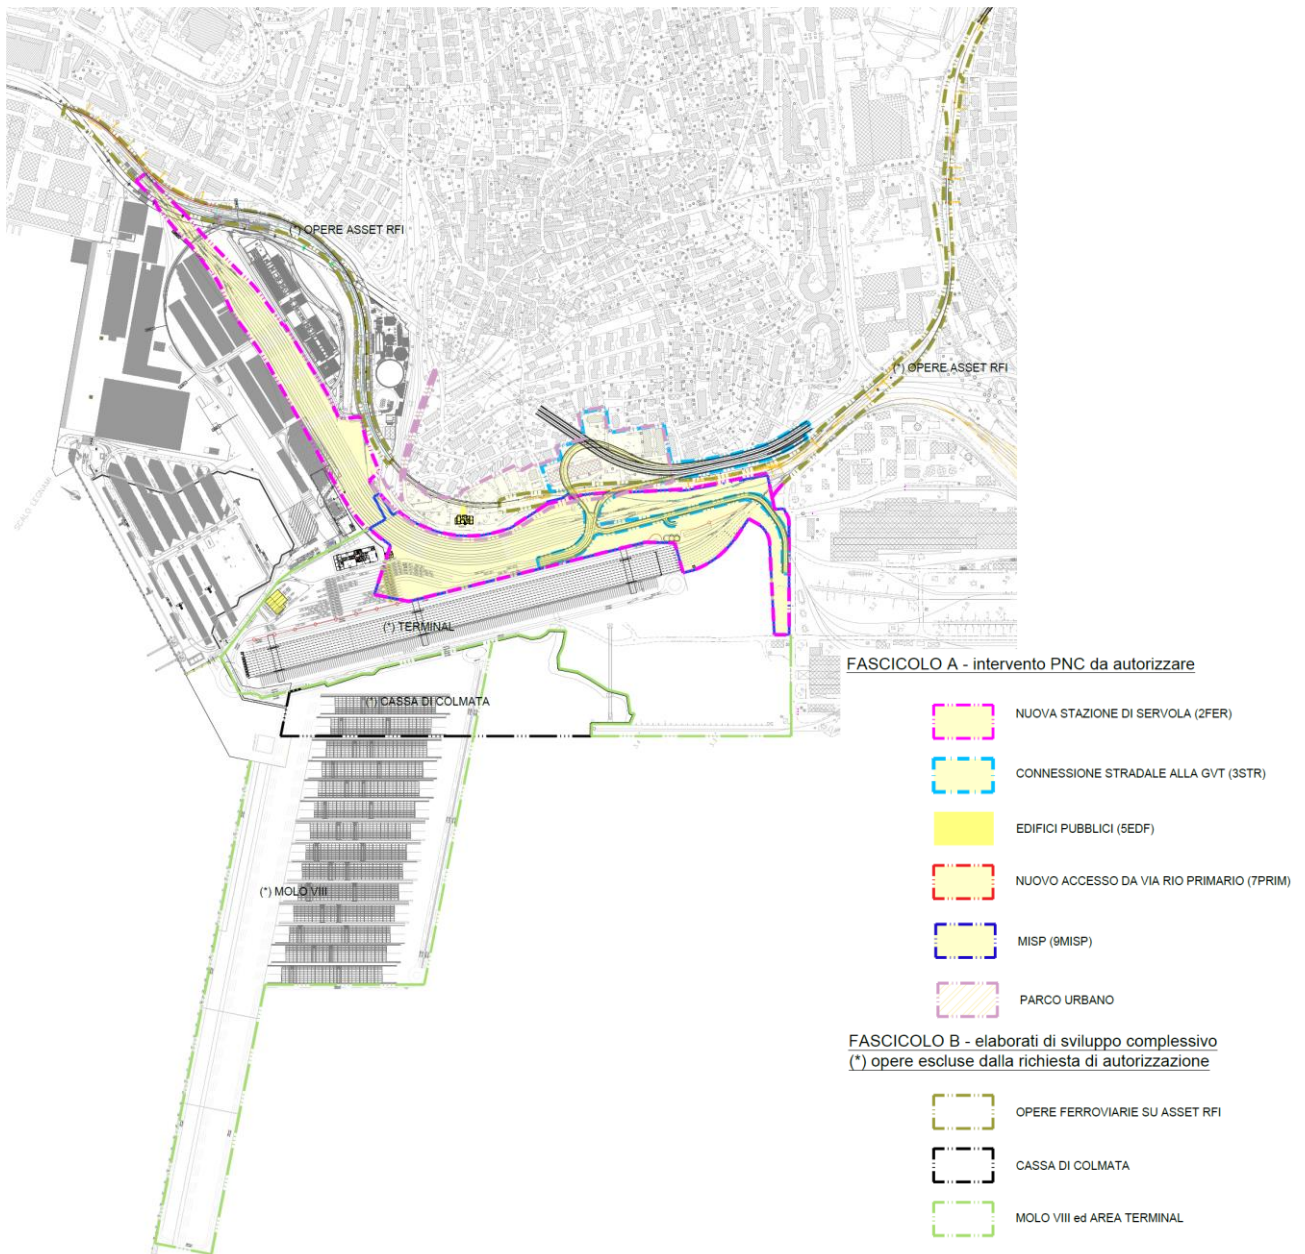 (*) OPERE ASSET RFI
(*) OPERE ASSET RFI
SCALO LEGNAMI
(*) TERMINAL
(*) CASSA DI COLMATA
(*) MOLO VIII
FASCICOLO A - intervento PNC da autorizzare
NUOVA STAZIONE DI SERVOLA (2FER)
CONNESSIONE STRADALE ALLA GVT (3STR)
EDIFICI PUBBLICI (5EDF)
NUOVO ACCESSO DA VIA RIO PRIMARIO (7PRIM)
MISP (9MISP)
PARCO URBANO
FASCICOLO B - elaborati di sviluppo complessivo
(*) opere escluse dalla richiesta di autorizzazione
OPERE FERROVIARIE SU ASSET RFI
CASSA DI COLMATA
MOLO VIII ed AREA TERMINAL